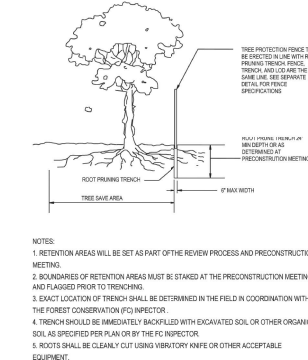 TREE PROTECTION FENCE T
BE ERECTED IN LINE WITH R
PRUNING TRENCH. FENCE,
TRENCH, AND LOD ARE THE
SAME LINE. SEE SEPARATE
DETAIL FOR FENCE
SPECIFICATIONS
ROOT PRUNE TRENCH 24"
MIN DEPTH OR AS
DETERMINED AT
PRECONSTRUTION MEETING
ROOT PRUNING TRENCH
6" MAX WIDTH
TREE SAVE AREA
NOTES:
1. RETENTION AREAS WILL BE SET AS PART OFTHE REVIEW PROCESS AND PRECONSTRUCTIO
MEETING.
2. BOUNDARIES OF RETENTION AREAS MUST BE STAKED AT THE PRECONSTRUCTION MEETIN
AND FLAGGED PRIOR TO TRENCHING.
3. EXACT LOCATION OF TRENCH SHALL BE DETERMINED IN THE FIELD IN COORDINATION WITH
THE FOREST CONSERVATION (FC) INPECTOR .
4. TRENCH SHOULD BE IMMEDIATELY BACKFILLED WITH EXCAVATED SOIL OR OTHER ORGANI
SOIL AS SPECIFIED PER PLAN OR BY THE FC INSPECTOR.
5. ROOTS SHALL BE CLEANLY CUT USING VIBRATORY KNIFE OR OTHER ACCEPTABLE
EQUIPMENT.